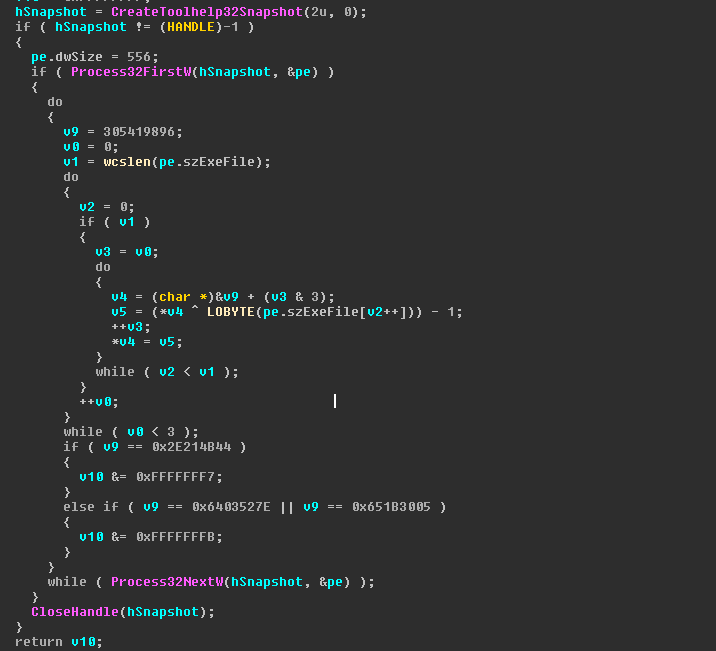 hSnapshot = CreateToolhelp32Snapshot(2u, 0);
if ( hSnapshot != (HANDLE)-1 )
{
pe.dwSize = 556;
if ( Process32FirstW(hSnapshot, &pe) )
{
do
{
v9 = 305419896;
v0 = 0;
v1 = wcslen(pe.szExeFile);
do
{
v2 = 0;
if ( v1 )
{
v3 = v0;
do
{
v4 = (char *)&v9 + (v3 & 3);
v5 = (*v4 ^ LOBYTE(pe.szExeFile[v2++])) - 1;
++v3;
*v4 = v5;
}
while ( v2 < v1 );
}
++v0;
}
while ( v0 < 3 );
if ( v9 == 0x2E214B44 )
{
v10 &= 0xFFFFFFF7;
}
else if ( v9 == 0x6403527E || v9 == 0x651B3005 )
{
v10 &= 0xFFFFFFFB;
}
}
while ( Process32NextW(hSnapshot, &pe) );
}
CloseHandle(hSnapshot);
}
return v10;